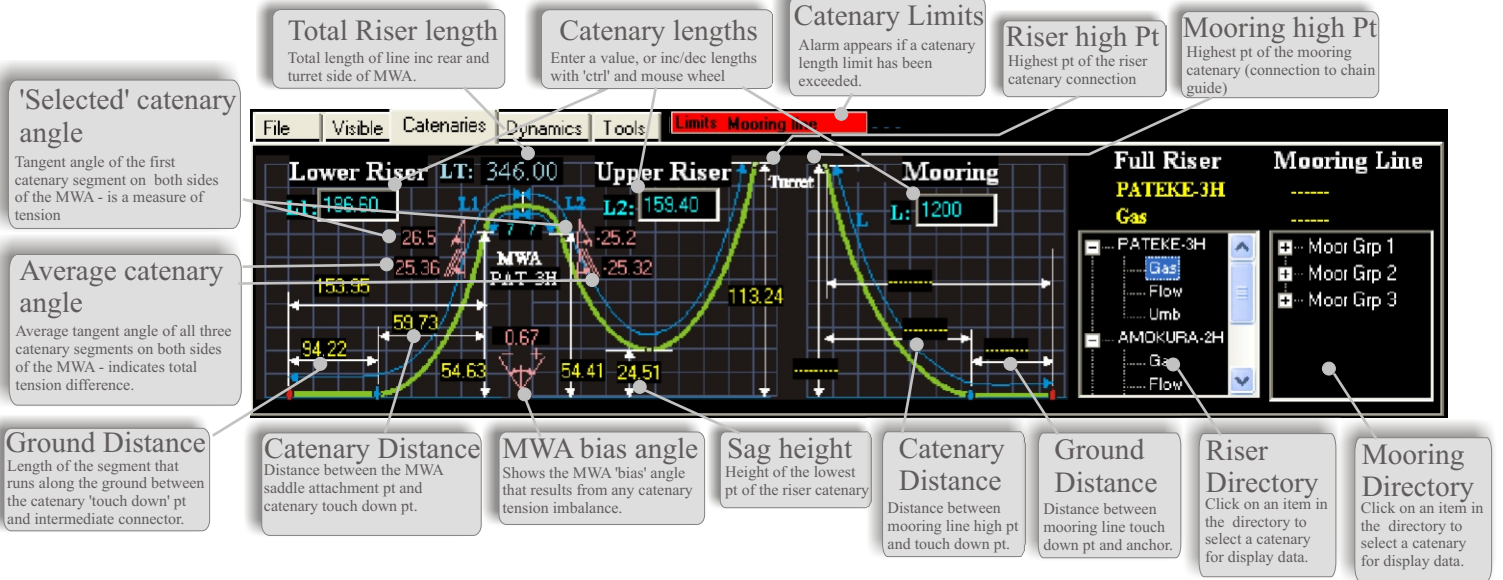 Total Riser length
Total length of line inc rear and
turret side of MWA.
Catenary lengths
Enter a value, or inc/dec lengths
with 'ctrl' and mouse wheel
Catenary Limits
Alarm appears if a catenary
length limit has been
exceeded.
Riser high Pt
Highest pt of the riser
catenary connection
Mooring high Pt
Highest pt of the mooring
catenary (connection to chain
guide)
'Selected' catenary
angle
Tangent angle of the first
catenary segment on both sides
of the MWA - is a measure of
tension
Average catenary
angle
Average tangent angle of all three
catenary segments on both sides
of the MWA - indicates total
tension difference.
File
Visible
Catenaries
Dynamics
Tools
Limits Mooring line
- - -
Lower Riser
LT: 346.00
Upper Riser
Turret
Mooring
L1: 186.60
L1
L2
L2: 159.40
L: 1200
L
26.5
7 7
-25.2
25.36
MWA
PAT-3H
-25.32
153.95
113.24
--------
59.73
0.67
--------
94.22
--------
54.63
54.41
24.51
--------
Full Riser
PATEKE-3H
Gas
PATEKE-3H
Gas
Flow
Umb
AMOKURA-2H
Flow
Mooring Line
------
------
Moor Grp 1
Moor Grp 2
Moor Grp 3
Ground Distance
Length of the segment that
runs along the ground between
the catenary 'touch down' pt
and intermediate connector.
Catenary Distance
Distance between the MWA
saddle attachment pt and
catenary touch down pt.
MWA bias angle
Shows the MWA 'bias' angle
that results from any catenary
tension imbalance.
Sag height
Height of the lowest
pt of the riser catenary
Catenary
Distance
Distance between
mooring line high pt
and touch down pt.
Ground
Distance
Distance between
mooring line touch
down pt and anchor.
Riser
Directory
Click on an item in
the directory to
select a catenary
for display data.
Mooring
Directory
Click on an item in
the directory to
select a catenary
for display data.